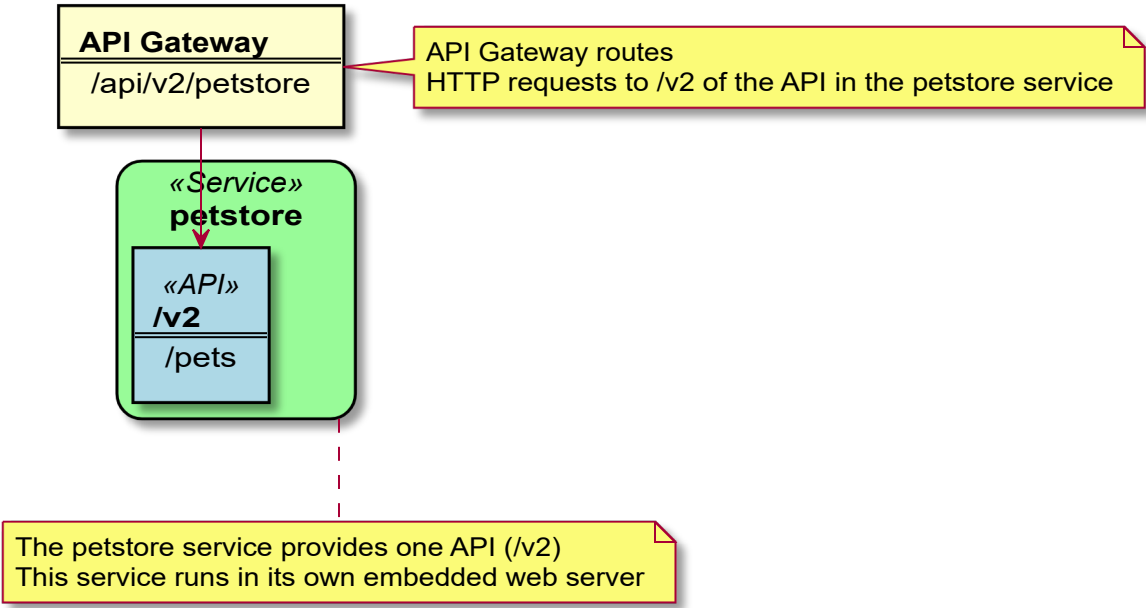 API Gateway
/api/v2/petstore
API Gateway routes
HTTP requests to /v2 of the API in the petstore service
«Service»
petstore
«API»
/v2
/pets
The petstore service provides one API (/v2)
This service runs in its own embedded web server